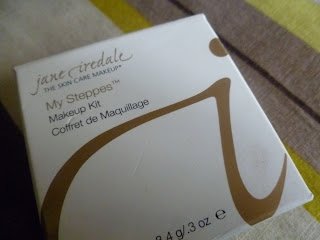 jane iredale
THE SKIN CARE MAKEUP®
My Steppes™
Makeup Kit
Coffret de Maquillage
8.4 g/.3 oz e